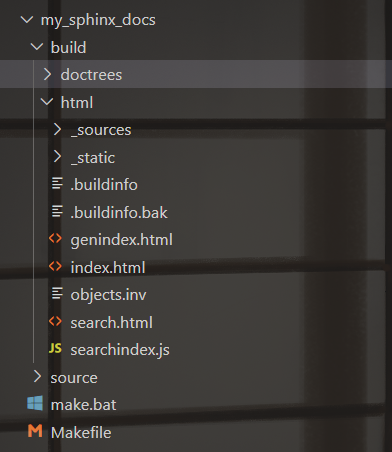 my_sphinx_docs
build
doctrees
html
_sources
_static
.buildinfo
.buildinfo.bak
genindex.html
index.html
objects.inv
search.html
JS searchindex.js
source
make.bat
M Makefile